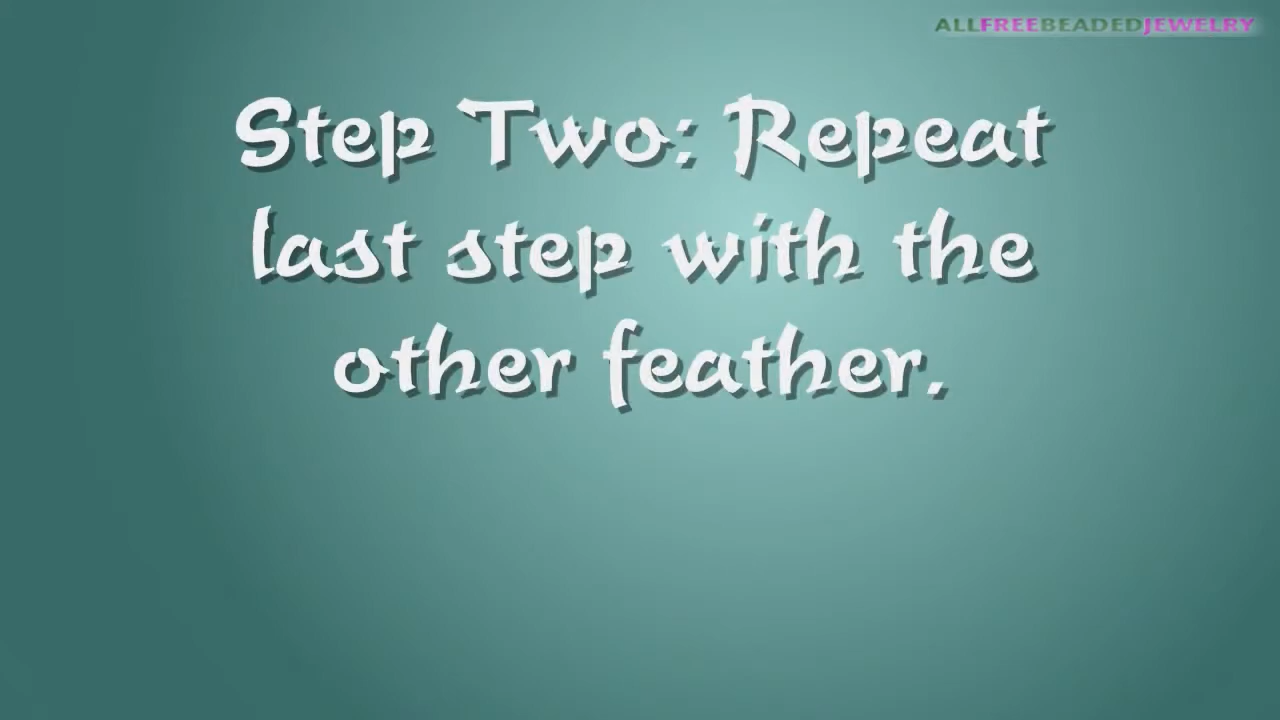 ALLFREEBEADEDJEWELRY
Step Two: Repeat
last step with the
other feather.